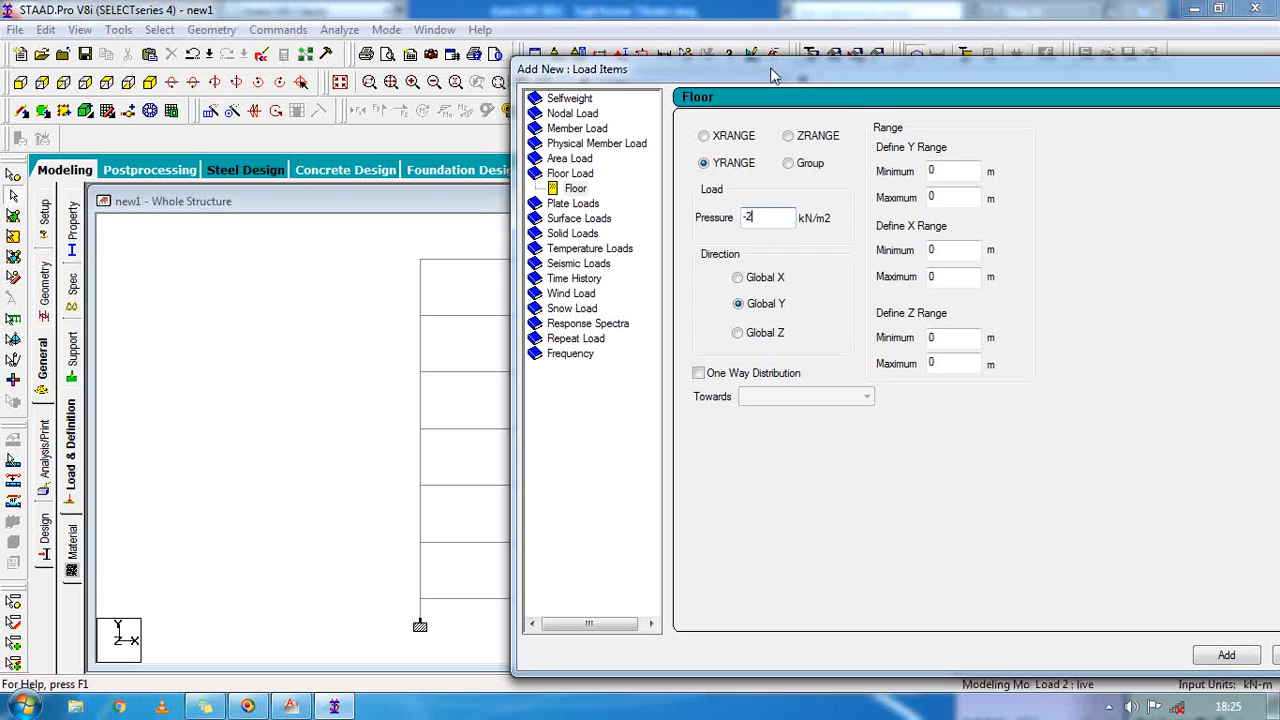 STAAD.Pro V8i (SELECTseries 4) - new1
File Edit View Tools Select Geometry Commands Analyze Mode Window Help
Add New : Load Items
Modeling Postprocessing Steel Design Concrete Design Foundation Design
new1 - Whole Structure
Setup
Geometry
General
Analysis/Print
Design
Property
Spec
Support
Load & Definition
Material
Selfweight
Nodal Load
Member Load
Physical Member Load
Area Load
Floor Load
Floor
Plate Loads
Surface Loads
Solid Loads
Temperature Loads
Seismic Loads
Time History
Wind Load
Snow Load
Response Spectra
Repeat Load
Frequency
Floor
XRANGE ZRANGE
YRANGE Group
Load
Pressure -2 kN/m2
Direction
Global X
Global Y
Global Z
One Way Distribution
Towards
Range
Define Y Range
Minimum 0 m
Maximum 0 m
Define X Range
Minimum 0 m
Maximum 0 m
Define Z Range
Minimum 0 m
Maximum 0 m
Add
Y
Z X
For Help, press F1
Modeling Mo Load 2 : live Input Units: kN-m
18:25